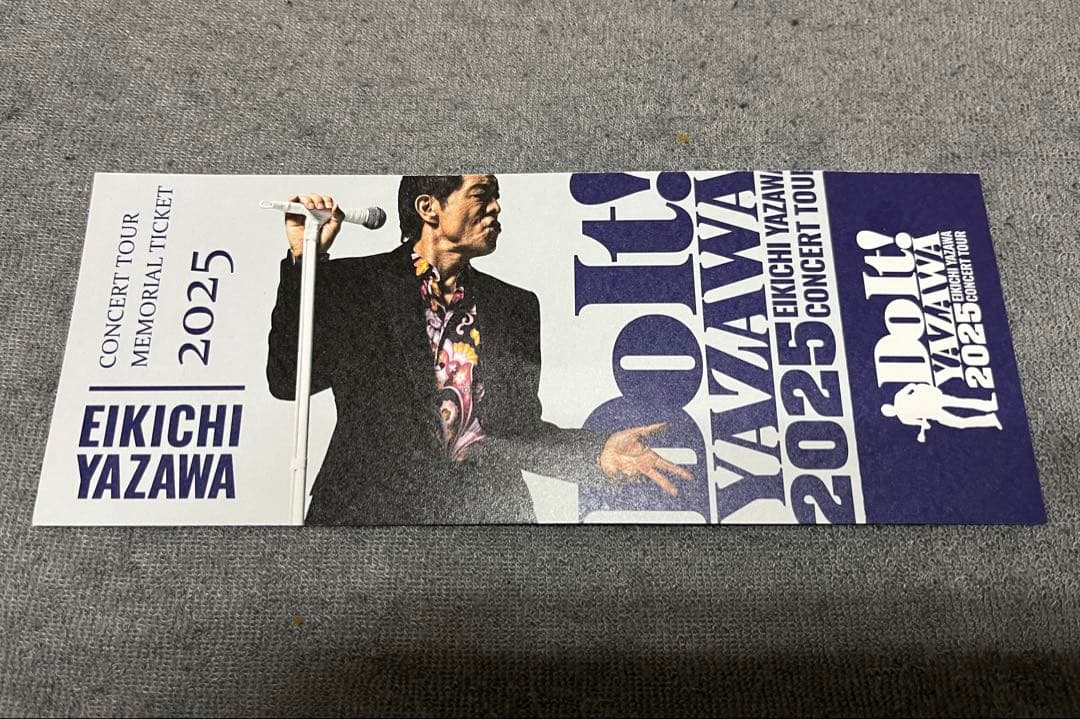 CONCERT TOUR
MEMORIAL TICKET
2025
EIKICHI
YAZAWA
Do It!
YAZAWA
2025
EIKICHI YAZAWA
CONCERT TOUR
Do It!
YAZAWA
2025
EIKICHI YAZAWA
CONCERT TOUR